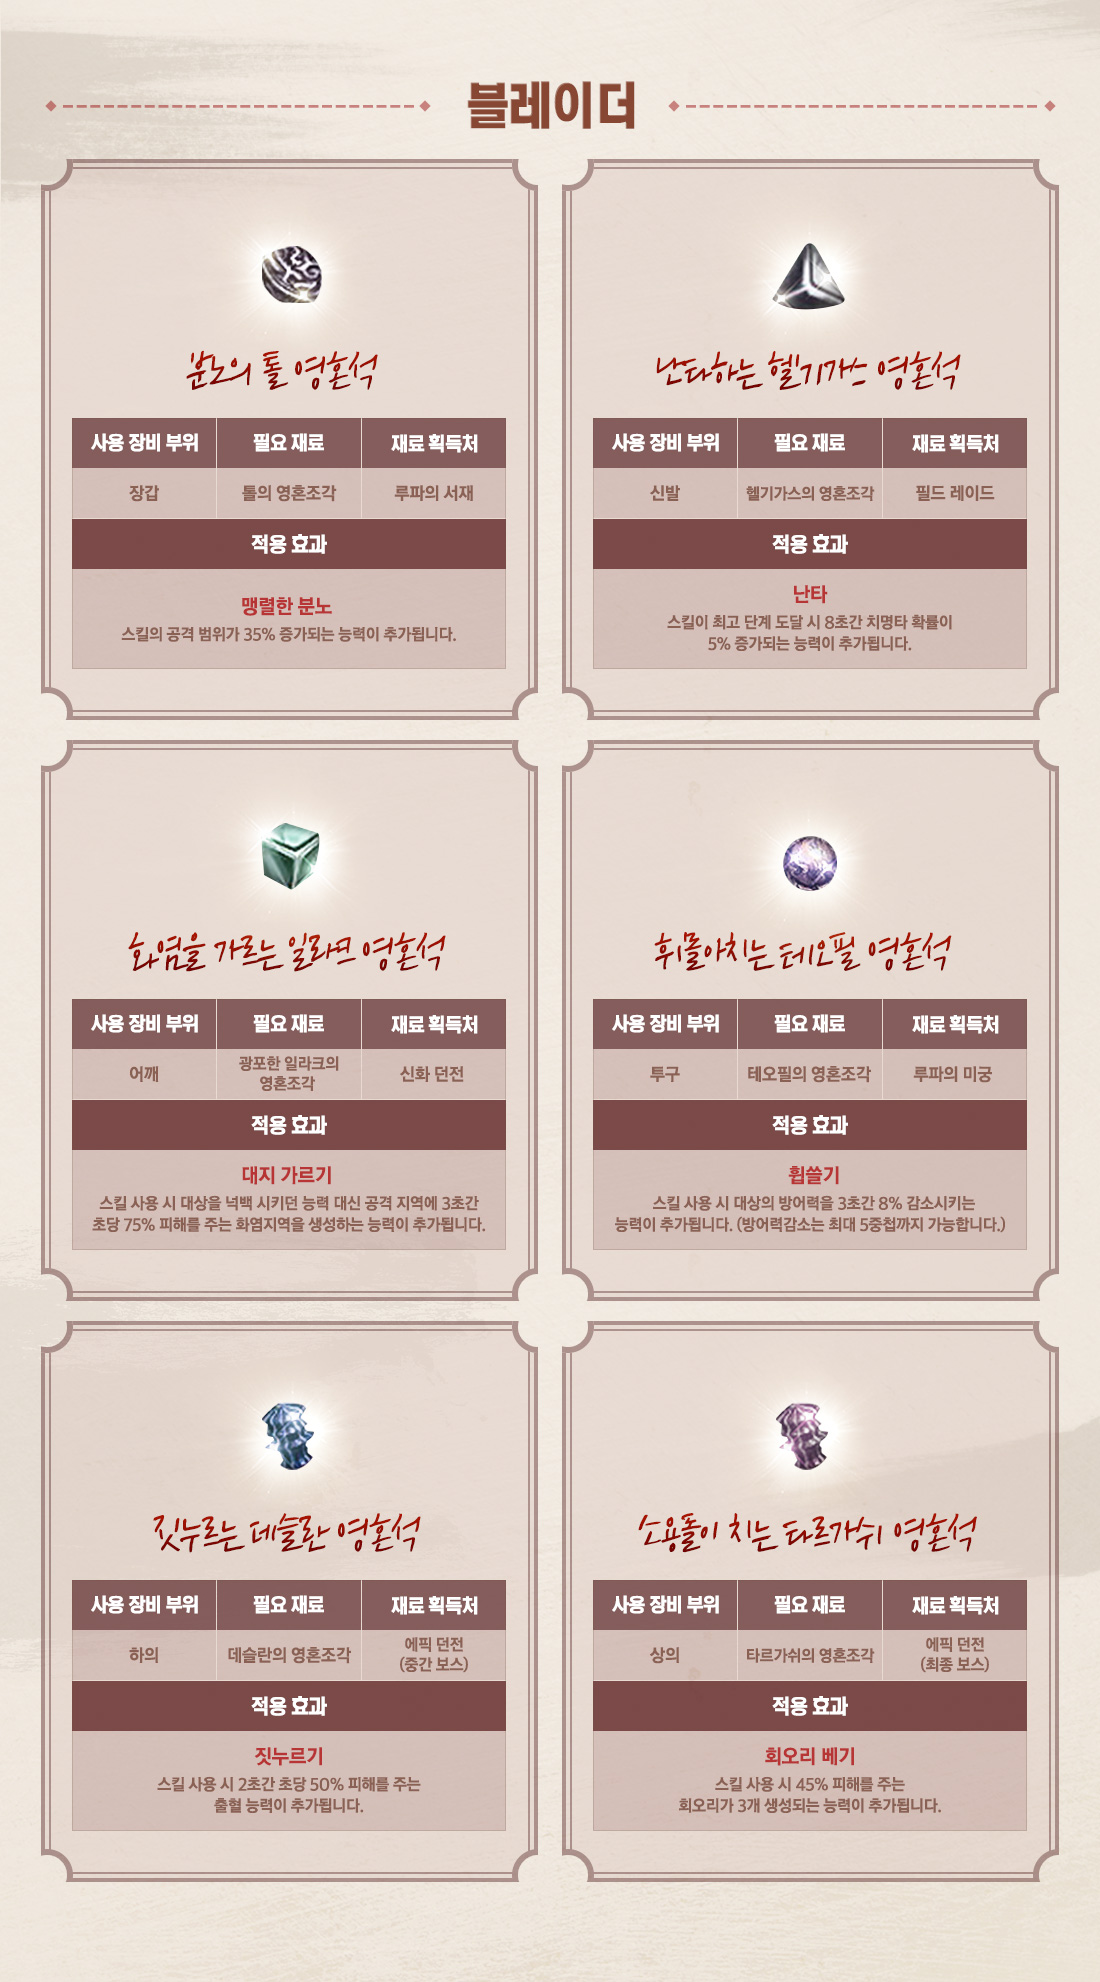 블레이더
분노의 톨 영혼석
사용 장비 부위 필요 재료 재료 획득처
장갑 톨의 영혼조각 루파의 서재
적용 효과
맹렬한 분노
스킬의 공격 범위가 35% 증가되는 능력이 추가됩니다.
난타하는 헬기가스 영혼석
사용 장비 부위 필요 재료 재료 획득처
신발 헬기가스의 영혼조각 필드 레이드
적용 효과
난타
스킬이 최고 단계 도달 시 8초간 치명타 확률이
5% 증가되는 능력이 추가됩니다.
화염을 가르는 일라크 영혼석
사용 장비 부위 필요 재료 재료 획득처
어깨 광포한 일라크의
영혼조각 신화 던전
적용 효과
대지 가르기
스킬 사용 시 대상을 넉백 시키던 능력 대신 공격 지역에 3초간
초당 75% 피해를 주는 화염지역을 생성하는 능력이 추가됩니다.
휘몰아치는 테오필 영혼석
사용 장비 부위 필요 재료 재료 획득처
투구 테오필의 영혼조각 루파의 미궁
적용 효과
휩쓸기
스킬 사용 시 대상의 방어력을 3초간 8% 감소시키는
능력이 추가됩니다. (방어력감소는 최대 5중첩까지 가능합니다.)
짓누르는 데슬란 영혼석
사용 장비 부위 필요 재료 재료 획득처
하의 데슬란의 영혼조각 에픽 던전
(중간 보스)
적용 효과
짓누르기
스킬 사용 시 2초간 초당 50% 피해를 주는
출혈 능력이 추가됩니다.
소용돌이 치는 타르가쉬 영혼석
사용 장비 부위 필요 재료 재료 획득처
상의 타르가쉬의 영혼조각 에픽 던전
(최종 보스)
적용 효과
회오리 베기
스킬 사용 시 45% 피해를 주는
회오리가 3개 생성되는 능력이 추가됩니다.